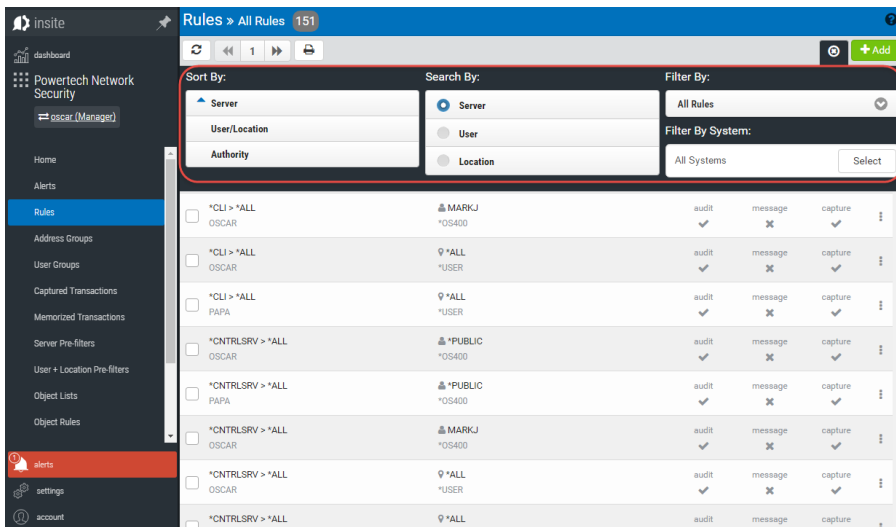 insite
Rules » All Rules 151
dashboard
Powertech Network
Security
oscar (Manager)
Home
Alerts
Rules
Address Groups
User Groups
Captured Transactions
Memorized Transactions
Server Pre-filters
User + Location Pre-filters
Object Lists
Object Rules
1
alerts
settings
account
1
Add
Sort By:
Server
User/Location
Authority
Search By:
Server
User
Location
Filter By:
All Rules
Filter By System:
All Systems
Select
*CLI > *ALL MARKJ audit message capture
OSCAR *OS400
*CLI > *ALL *ALL audit message capture
OSCAR *USER
*CLI > *ALL *ALL audit message capture
PAPA *USER
*CNTRLSRV > *ALL *PUBLIC audit message capture
OSCAR *OS400
*CNTRLSRV > *ALL *PUBLIC audit message capture
PAPA *OS400
*CNTRLSRV > *ALL MARKJ audit message capture
OSCAR *OS400
*CNTRLSRV > *ALL *ALL audit message capture
OSCAR *USER
*CNTRLSRV > *ALL *ALL audit message capture